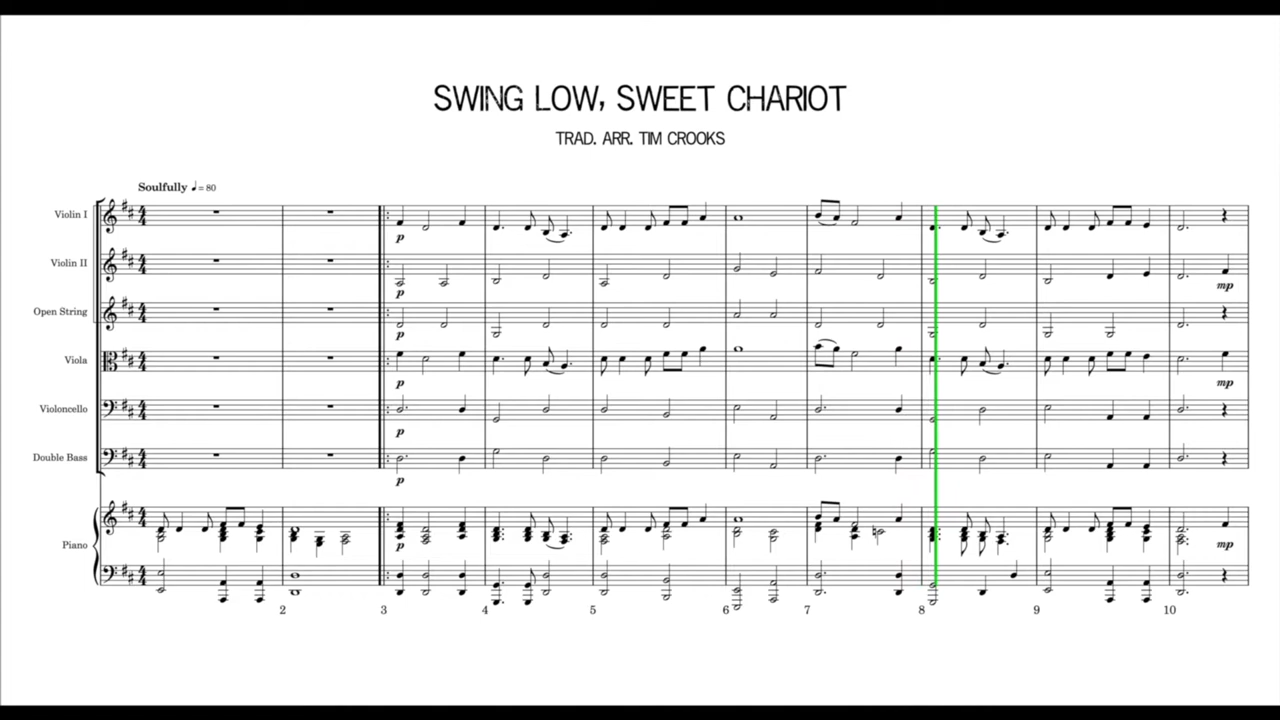 SWING LOW, SWEET CHARIOT
TRAD. ARR. TIM CROOKS
Soulfully ♩ = 80
Violin I
p
Violin II
p
mp
Open String
p
Viola
p
mp
Violoncello
p
Double Bass
p
Piano
p
mp
2 3 4 5 6 7 8 9 10